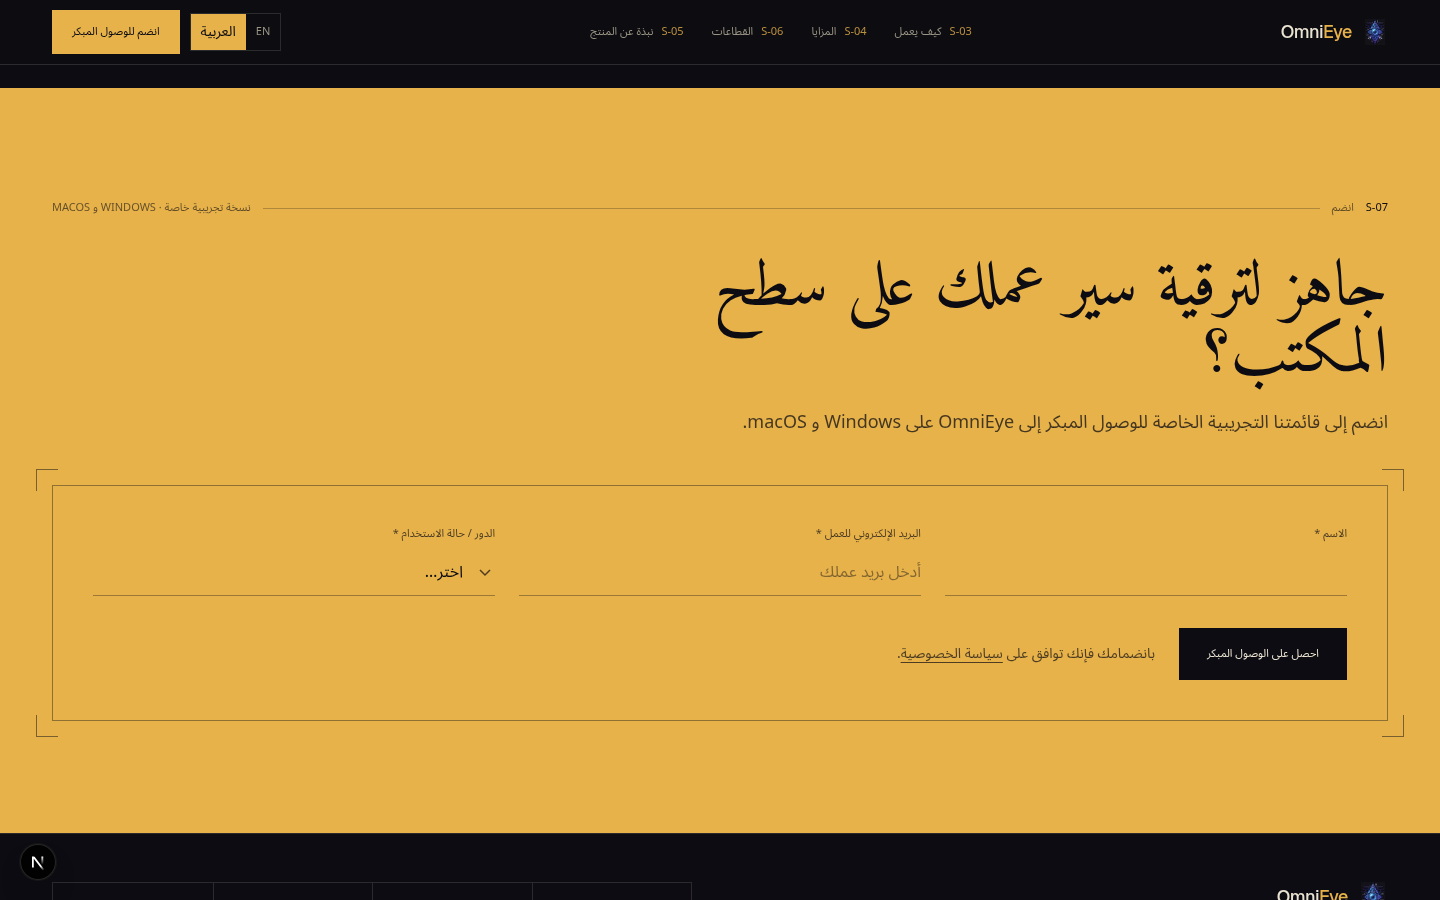 OmniEye
S-03 كيف يعمل
S-04 المزايا
S-06 القطاعات
S-05 نبذة عن المنتج
EN
العربية
انضم للوصول المبكر
S-07 انضم
نسخة تجريبية خاصة · WINDOWS و MACOS
جاهز لترقية سير عملك على سطح
المكتب؟
انضم إلى قائمتنا التجريبية الخاصة للوصول المبكر إلى OmniEye على Windows و macOS.
الاسم *
البريد الإلكتروني للعمل *
أدخل بريد عملك
الدور / حالة الاستخدام *
اختر...
احصل على الوصول المبكر
بانضمامك فإنك توافق على سياسة الخصوصية.
N
OmniEye